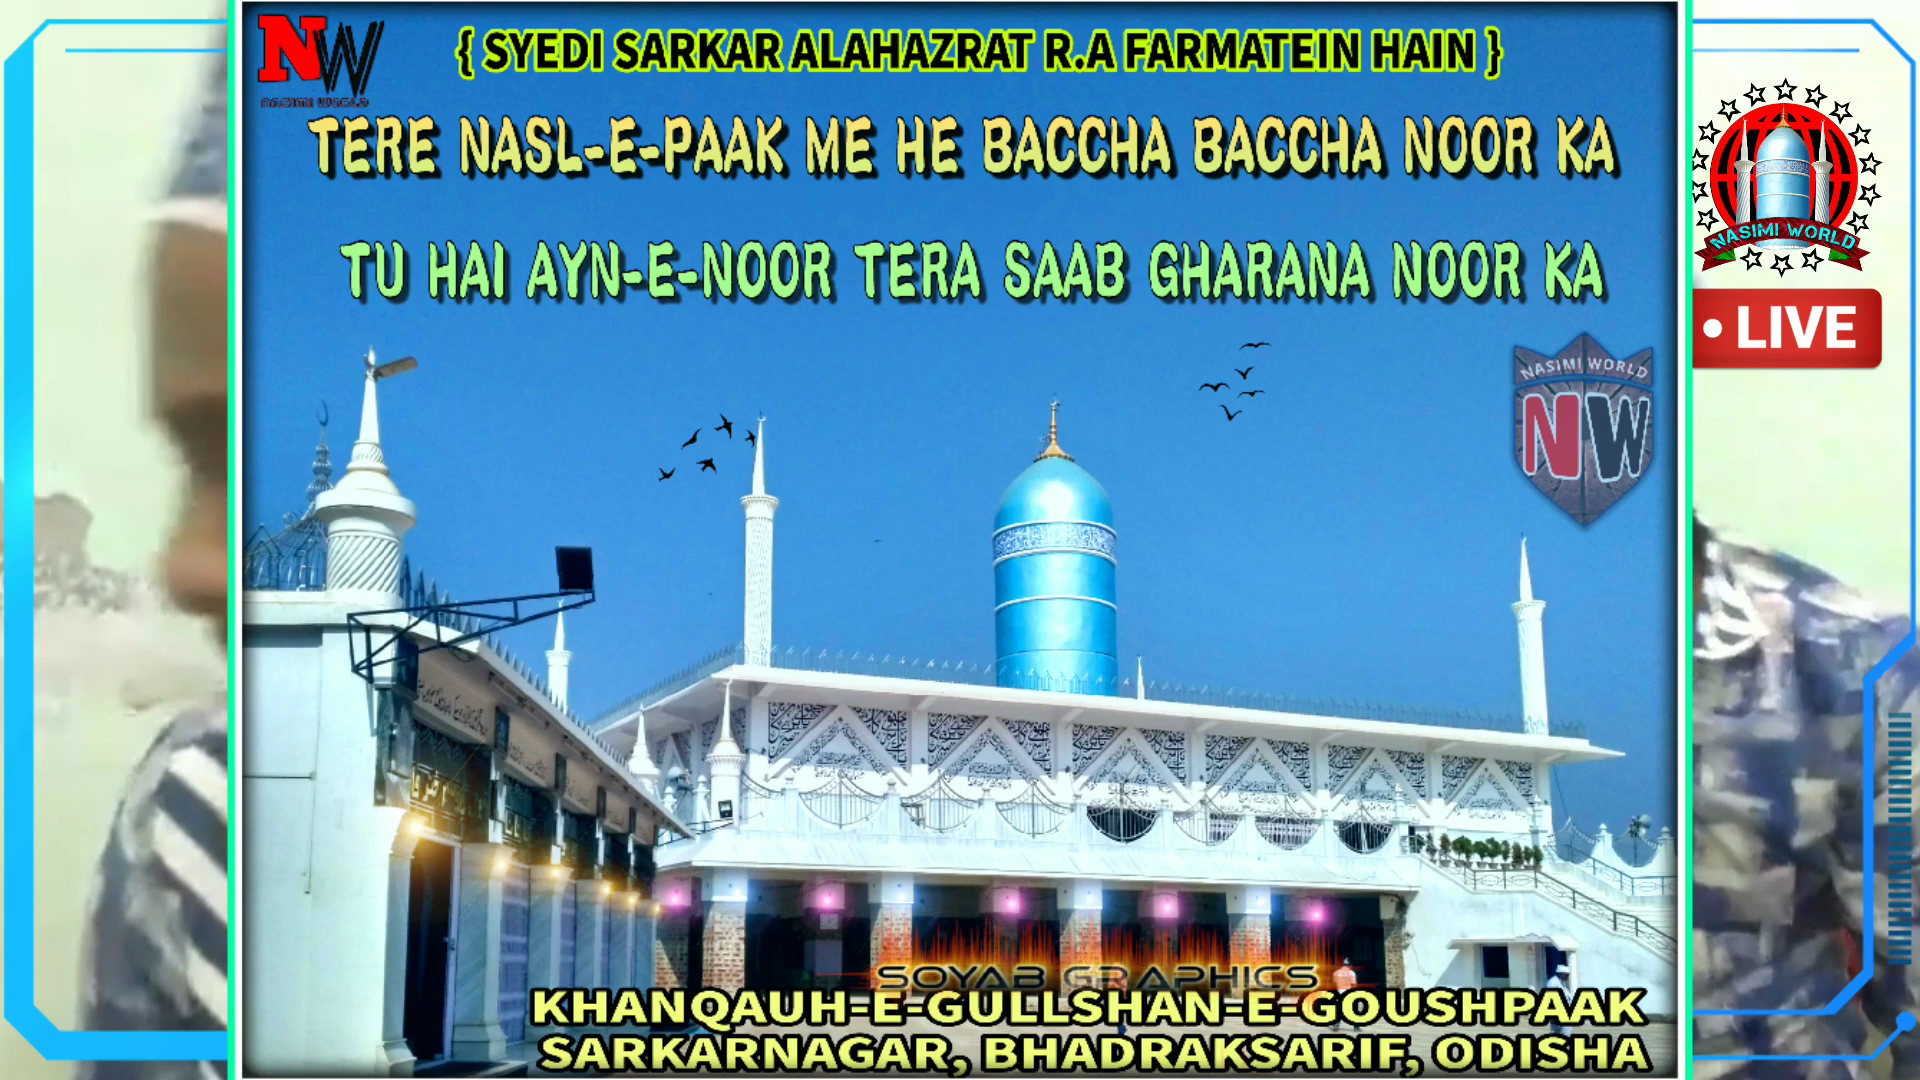 NW
NASIMI WORLD
{ SYEDI SARKAR ALAHAZRAT R.A FARMATEIN HAIN }
TERE NASL-E-PAAK ME HE BACCHA BACCHA NOOR KA
TU HAI AYN-E-NOOR TERA SAAB GHARANA NOOR KA
NASIMI WORLD
• LIVE
NASIMI WORLD
NW
SOYAB GRAPHICS
KHANQAUH-E-GULLSHAN-E-GOUSHPAAK
SARKARNAGAR, BHADRAKSARIF, ODISHA